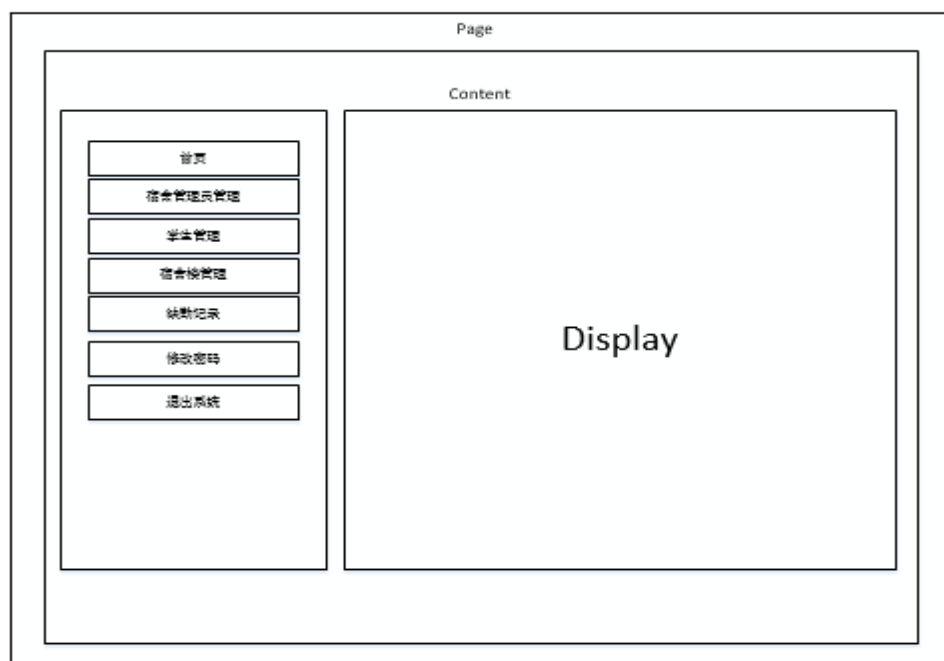 Page
Content
首页
宿舍管理员管理
学生管理
宿舍楼管理
缺勤记录
修改密码
退出系统
Display